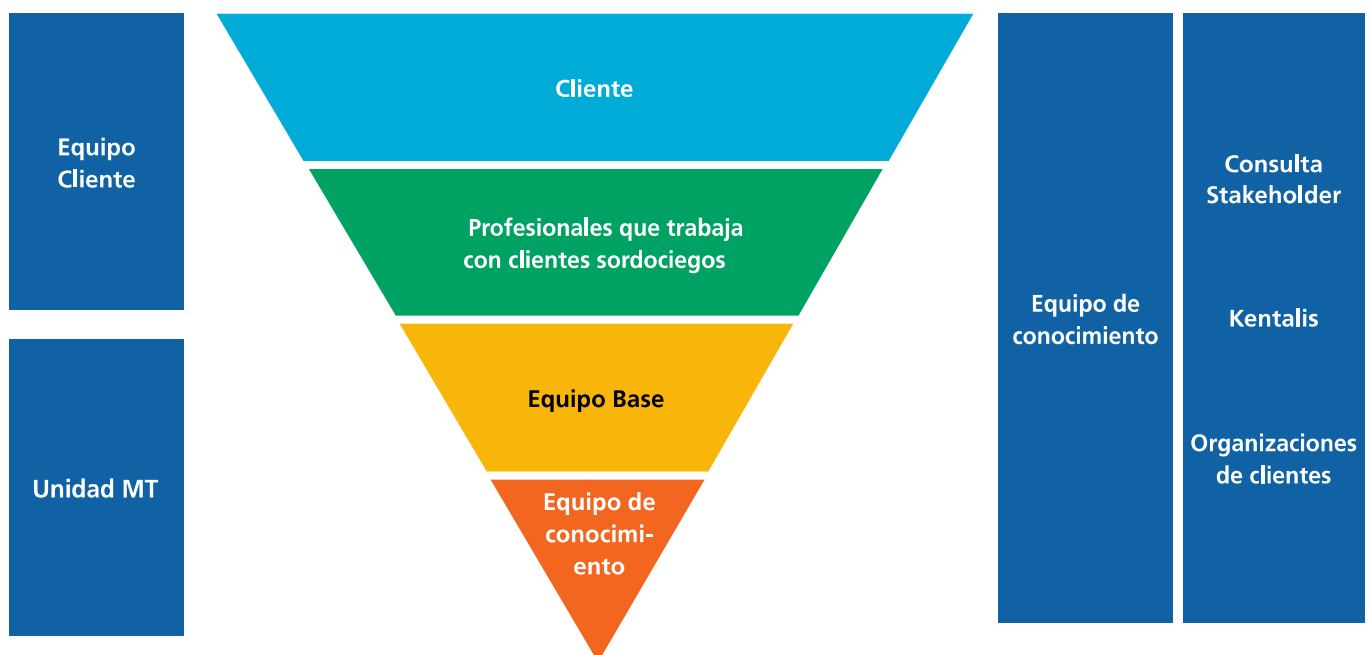 Equipo
Cliente
Unidad MT
Cliente
Profesionales que trabaja
con clientes sordociegos
Equipo Base
Equipo de
conocimi-
ento
Equipo de
conocimiento
Consulta
Stakeholder
Kentalis
Organizaciones
de clientes